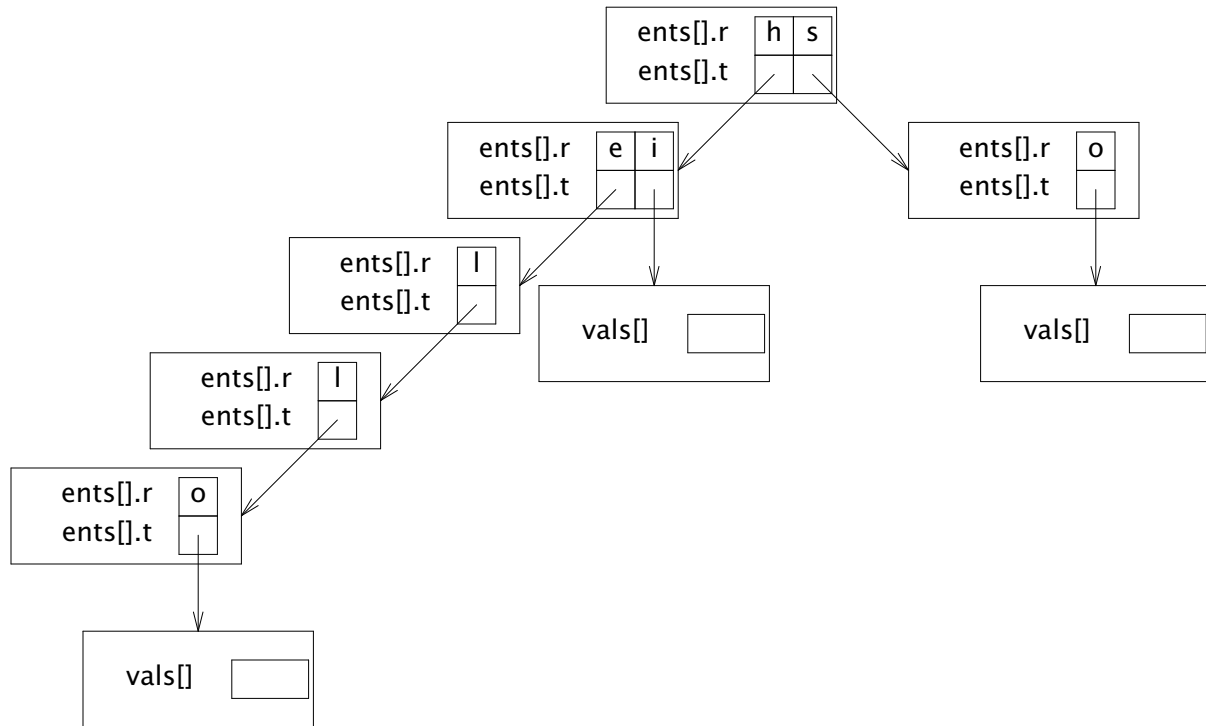 ents[].r h s
ents[].t
ents[].r e i
ents[].t
ents[].r o
ents[].t
ents[].r l
ents[].t
vals[]
vals[]
ents[].r l
ents[].t
ents[].r o
ents[].t
vals[]